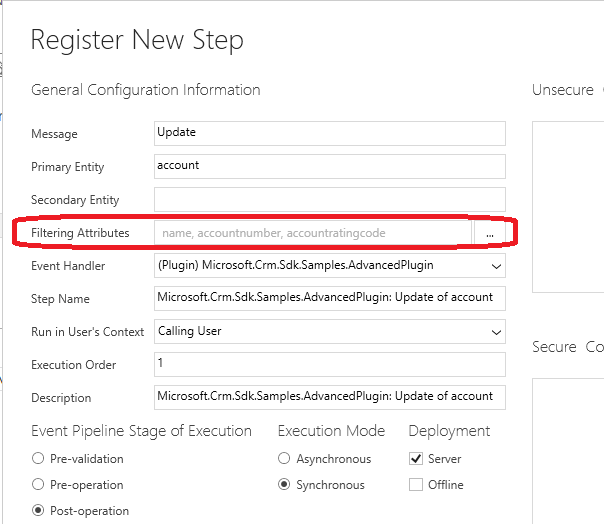 Register New Step
General Configuration Information
Unsecure
Message
Update
Primary Entity
account
Secondary Entity
Filtering Attributes
name, accountnumber, accountratingcode
...
Event Handler
(Plugin) Microsoft.Crm.Sdk.Samples.AdvancedPlugin
Step Name
Microsoft.Crm.Sdk.Samples.AdvancedPlugin: Update of account
Run in User's Context
Calling User
Secure Co
Execution Order
1
Description
Microsoft.Crm.Sdk.Samples.AdvancedPlugin: Update of account
Event Pipeline Stage of Execution
Execution Mode
Deployment
Pre-validation
Asynchronous
Server
Pre-operation
Synchronous
Offline
Post-operation